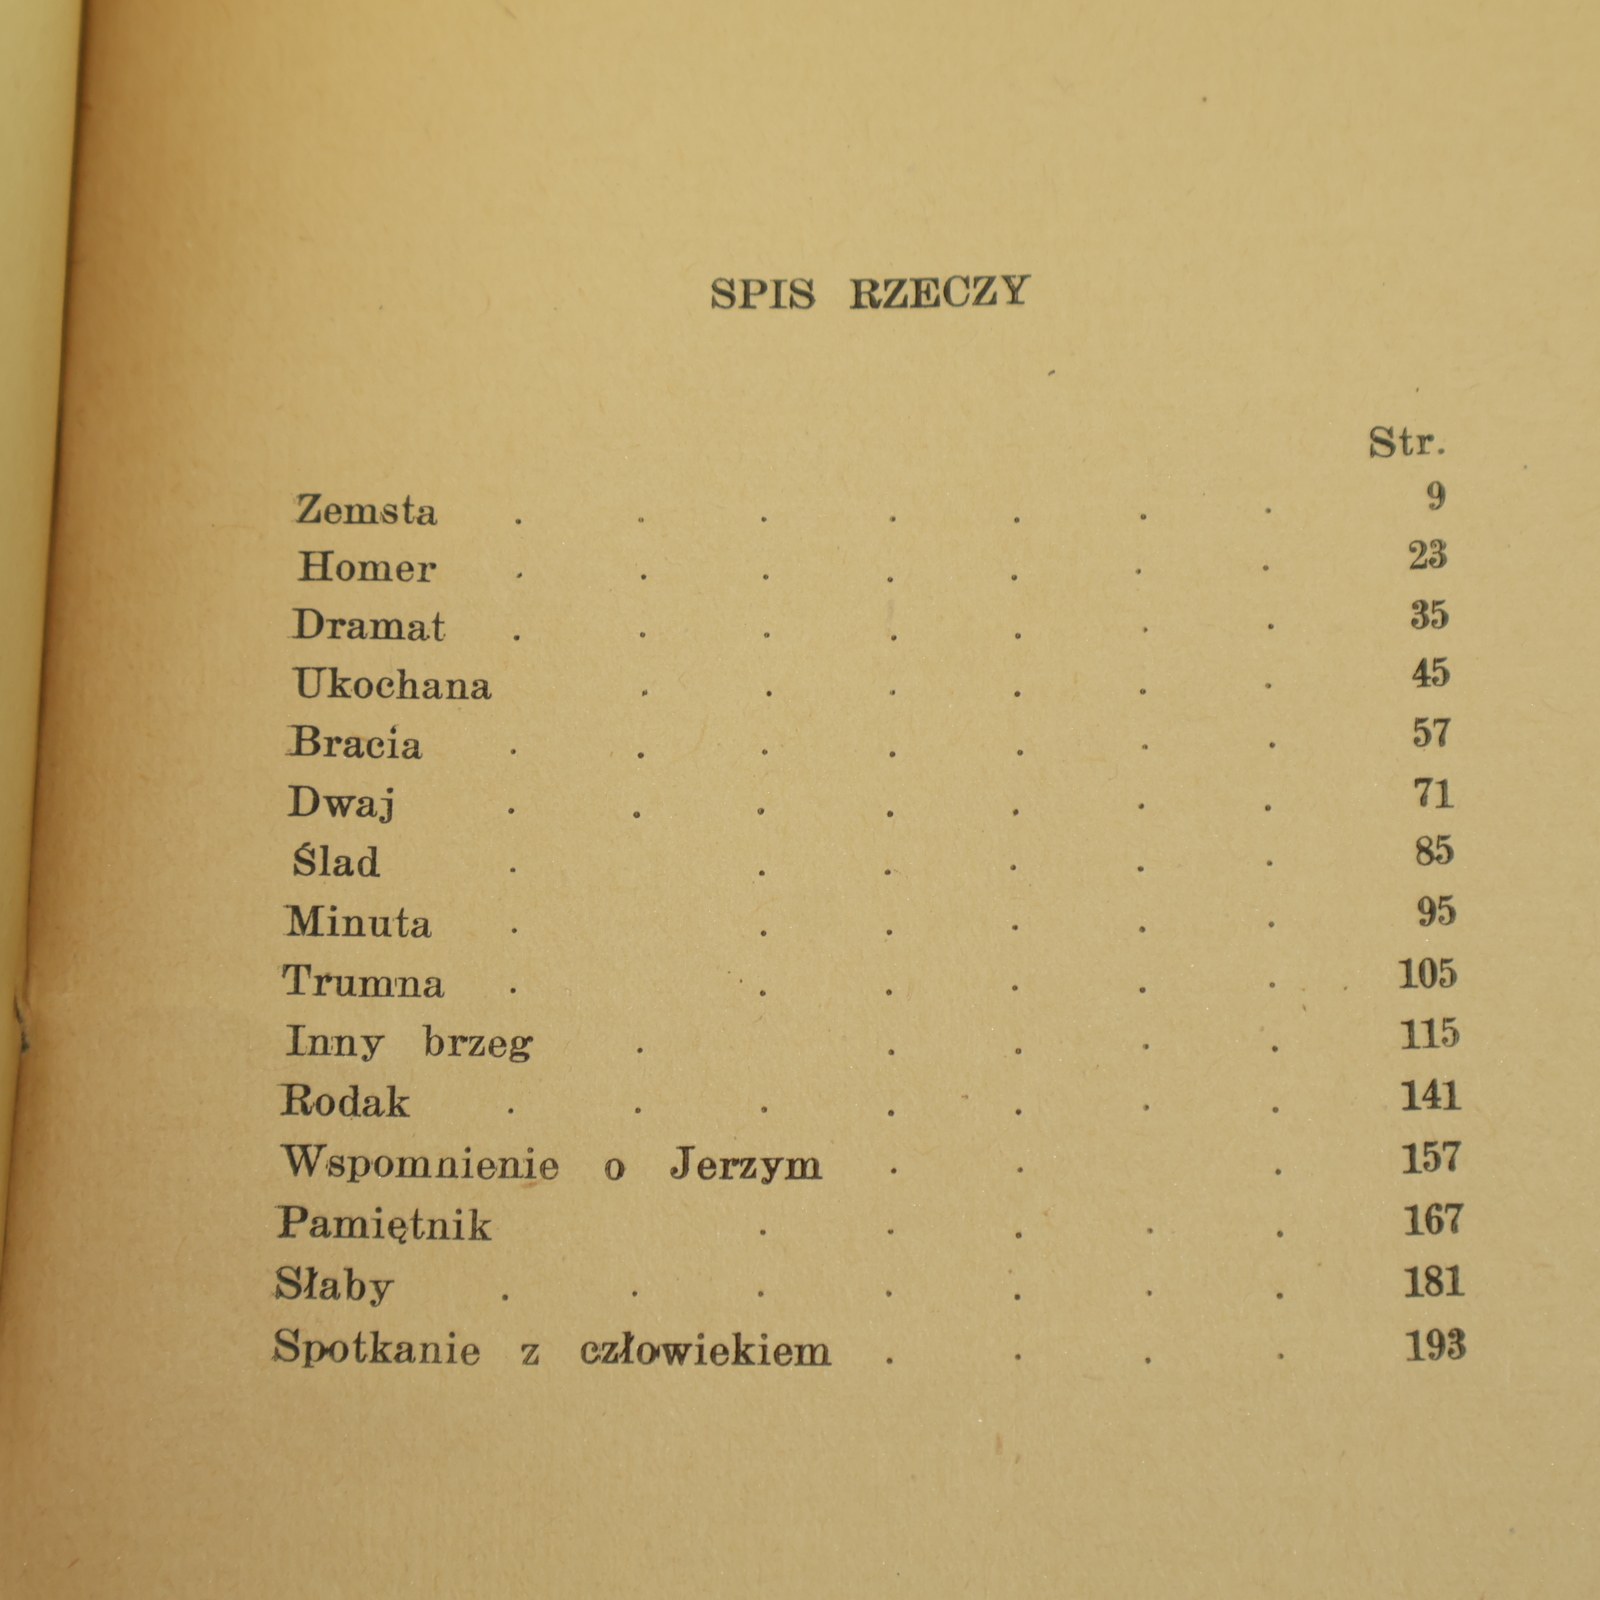 SPIS RZECZY
Str.
Zemsta . . . . . . . 9
Homer . . . . . . . 23
Dramat . . . . . . . 35
Ukochana . . . . . . 45
Bracia . . . . . . . 57
Dwaj . . . . . . . 71
Ślad . . . . . . 85
Minuta . . . . . . 95
Trumna . . . . . . 105
Inny brzeg . . . . . 115
Rodak . . . . . . . 141
Wspomnienie o Jerzym . . . 157
Pamiętnik . . . . . 167
Słaby . . . . . . . 181
Spotkanie z człowiekiem . . . . 193